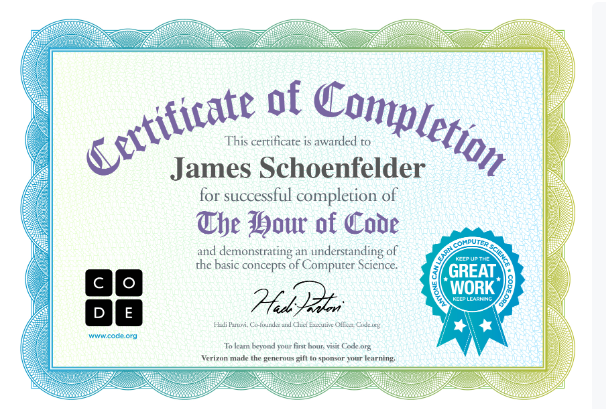 Certificate of Completion
This certificate is awarded to
James Schoenfelder
for successful completion of
The Hour of Code
and demonstrating an understanding of
the basic concepts of Computer Science.
C O
D E
www.code.org
Hadi Partovi
Hadi Partovi, Co-founder and Chief Executive Officer, Code.org
To learn beyond your first hour, visit Code.org
Verizon made the generous gift to sponsor your learning.
ANYONE CAN LEARN COMPUTER SCIENCE • CODE.ORG
KEEP UP THE
GREAT
WORK
KEEP LEARNING